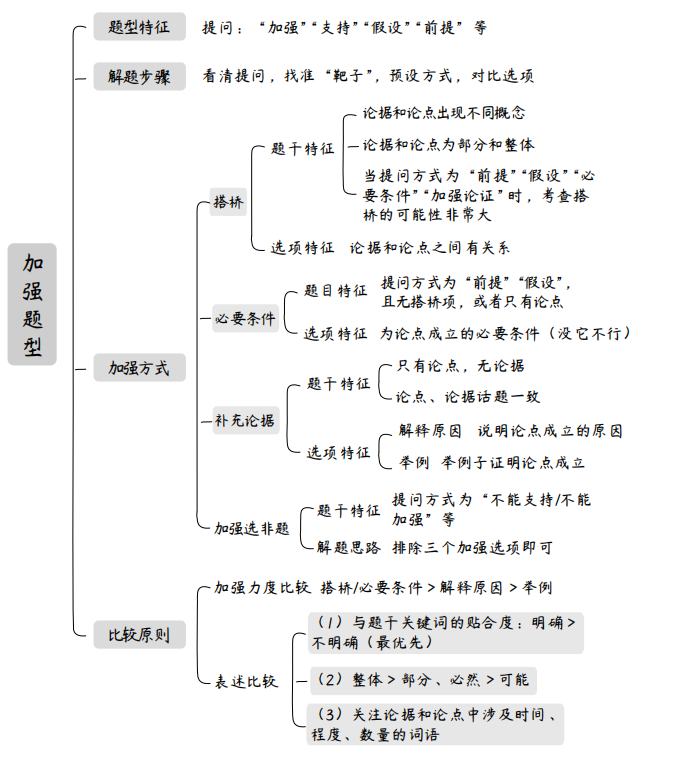 加强题型
题型特征
提问：“加强”“支持”“假设”“前提”等
解题步骤
看清提问，找准“靶子”，预设方式，对比选项
加强方式
搭桥
题干特征
论据和论点出现不同概念
论据和论点为部分和整体
当提问方式为“前提”“假设”“必
要条件”“加强论证”时，考查搭
桥的可能性非常大
选项特征 论据和论点之间有关系
必要条件
题目特征
提问方式为“前提”“假设”，
且无搭桥项，或者只有论点
选项特征 为论点成立的必要条件（没它不行）
补充论据
题干特征
只有论点，无论据
论点、论据话题一致
选项特征
解释原因 说明论点成立的原因
举例 举例子证明论点成立
加强选非题
题干特征
提问方式为“不能支持/不能
加强”等
解题思路 排除三个加强选项即可
比较原则
加强力度比较 搭桥/必要条件>解释原因>举例
表述比较
（1）与题干关键词的贴合度：明确>
不明确（最优先）
（2）整体>部分、必然>可能
（3）关注论据和论点中涉及时间、
程度、数量的词语